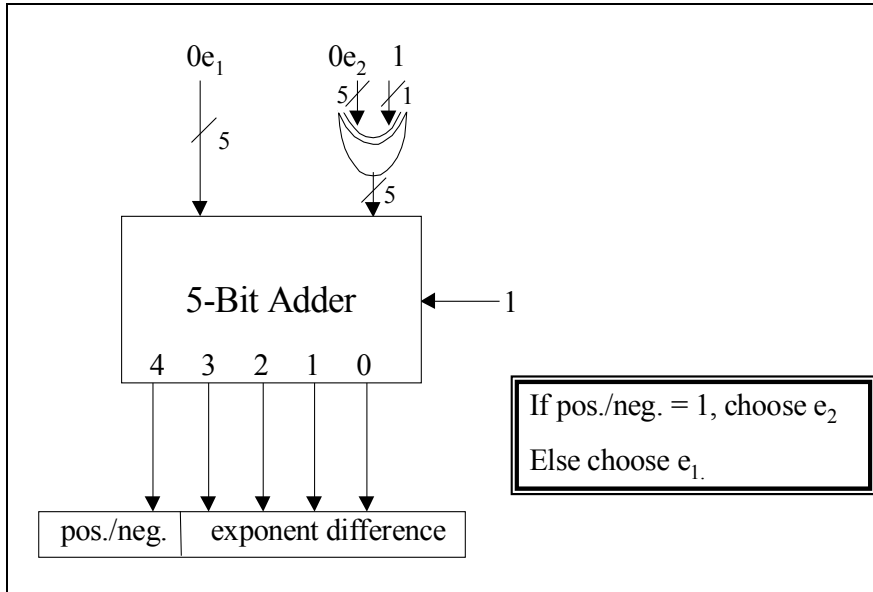 0e₁ 0e₂ 1
5 1
5
5
5-Bit Adder
1
4 3 2 1 0
If pos./neg. = 1, choose e₂
Else choose e₁.
pos./neg. exponent difference